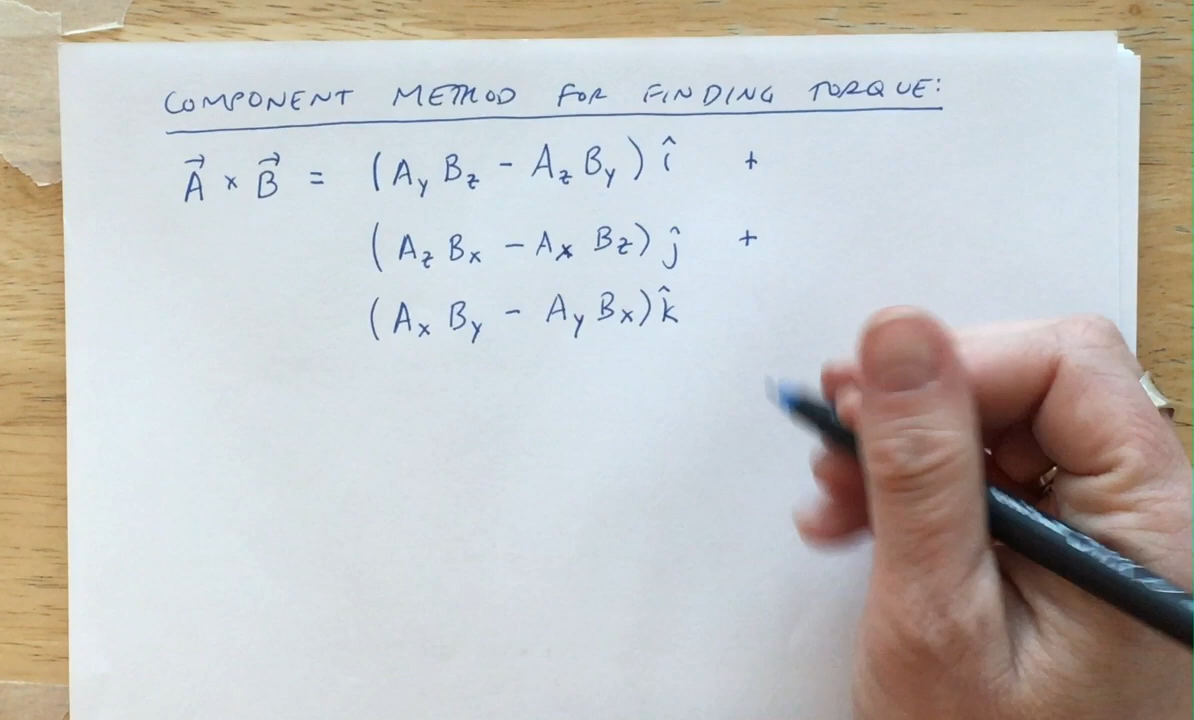 COMPONENT METHOD FOR FINDING TORQUE:
A⃗ × B⃗ = (A_y B_z - A_z B_y) î +
(A_z B_x - A_x B_z) ĵ +
(A_x B_y - A_y B_x) k̂